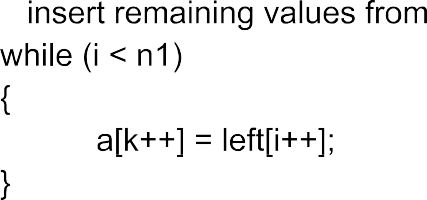 insert remaining values from
while (i < n1)
{
a[k++] = left[i++];
}